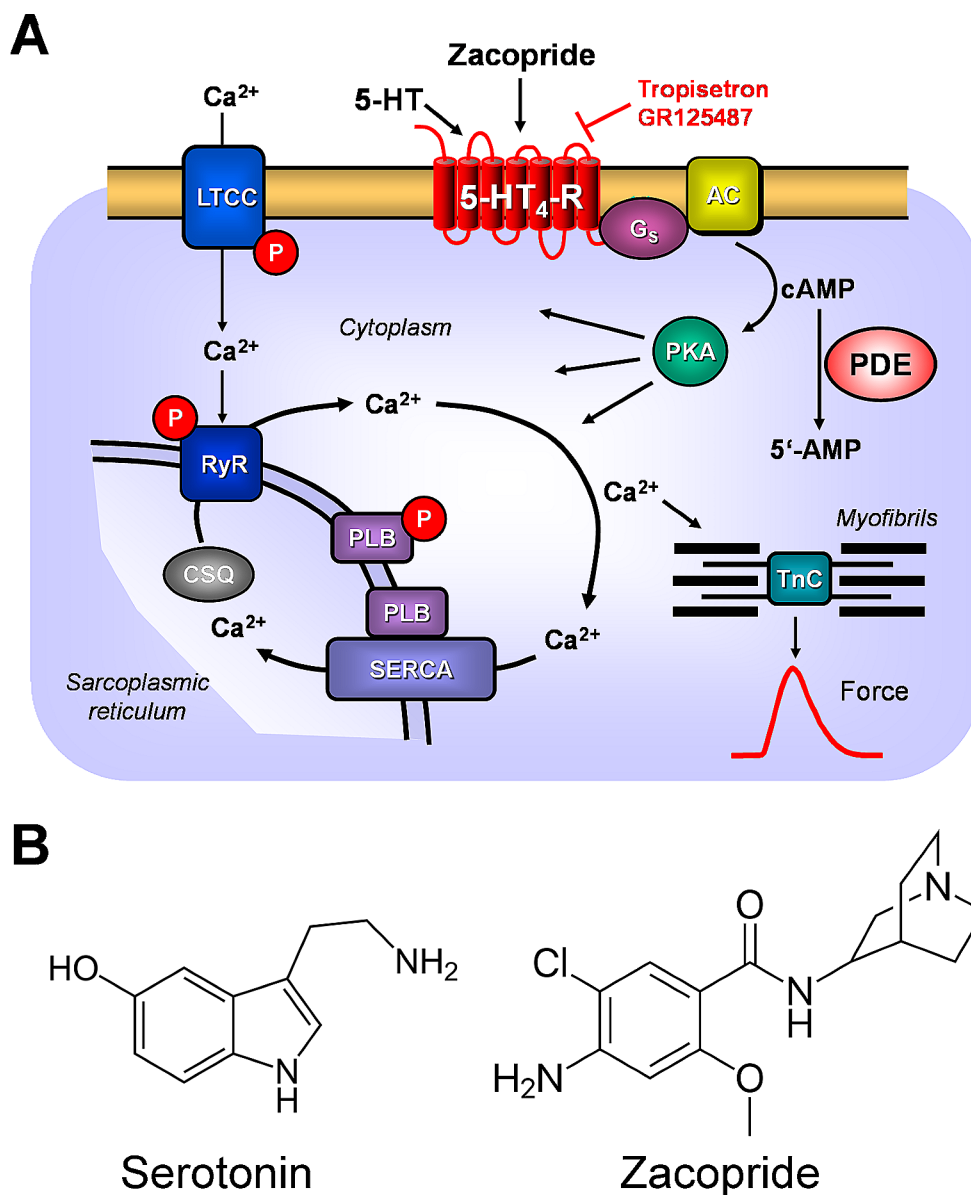 A
Zacopride
Ca²⁺
5-HT
Tropisetron
GR125487
LTCC
5-HT₄-R
AC
Gₛ
P
cAMP
Cytoplasm
PKA
PDE
Ca²⁺
Ca²⁺
P
5‘-AMP
RyR
Ca²⁺
P
Myofibrils
PLB
CSQ
TnC
PLB
Ca²⁺
Ca²⁺
SERCA
Sarcoplasmic
reticulum
Force
B
N
O
Cl
HO
NH₂
N
H
N
H
H₂N
O
Serotonin
Zacopride